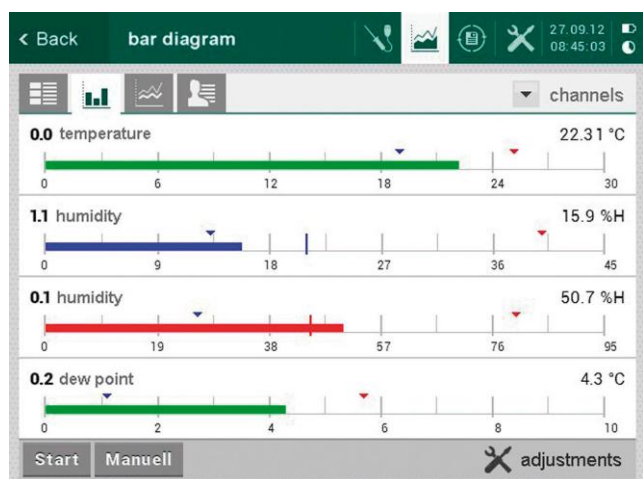 Back bar diagram 27.09.12
08:45:03
channels
0.0 temperature 22.31 °C
0 6 12 18 24 30
1.1 humidity 15.9 %H
0 9 18 27 36 45
0.1 humidity 50.7 %H
0 19 38 57 76 95
0.2 dew point 4.3 °C
0 2 4 6 8 10
Start Manuell adjustments